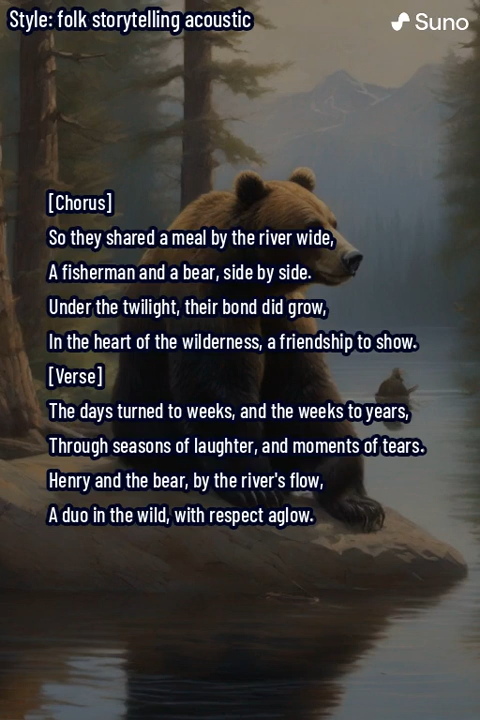 Style: folk storytelling acoustic
Suno
[Chorus]
So they shared a meal by the river wide,
A fisherman and a bear, side by side.
Under the twilight, their bond did grow,
In the heart of the wilderness, a friendship to show.
[Verse]
The days turned to weeks, and the weeks to years,
Through seasons of laughter, and moments of tears.
Henry and the bear, by the river's flow,
A duo in the wild, with respect aglow.